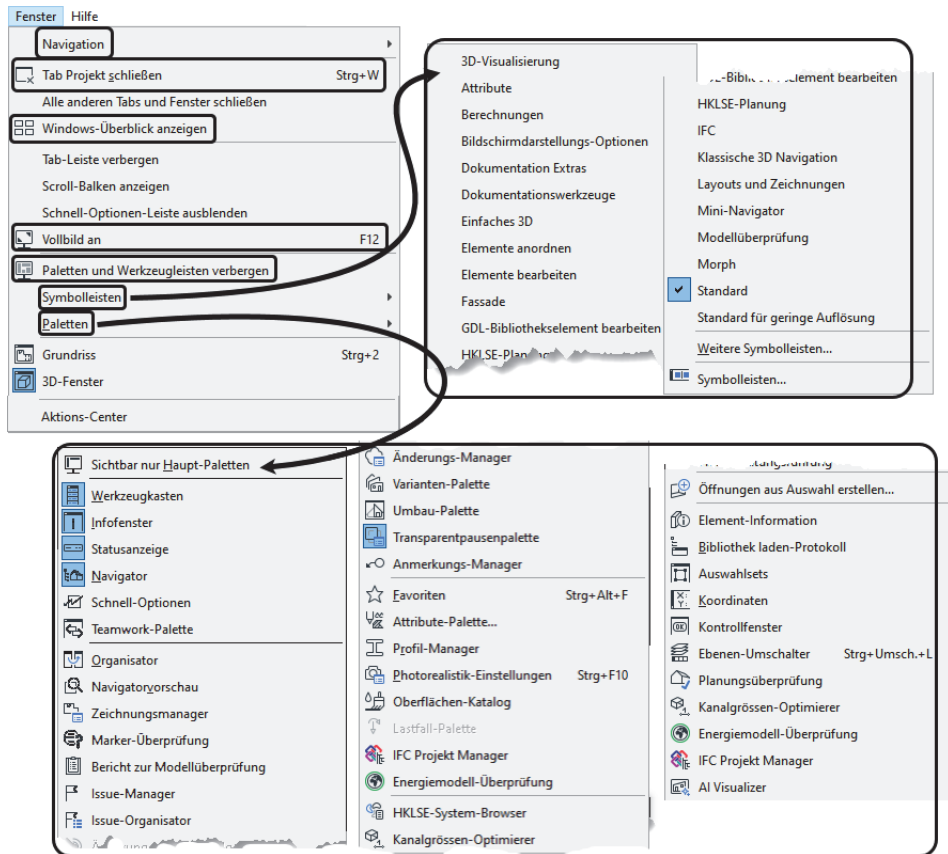 Fenster Hilfe
Navigation
Tab Projekt schließen Strg+W
Alle anderen Tabs und Fenster schließen
Windows-Überblick anzeigen
Tab-Leiste verbergen
Scroll-Balken anzeigen
Schnell-Optionen-Leiste ausblenden
Vollbild an F12
Paletten und Werkzeugleisten verbergen
Symbolleisten
Paletten
Grundriss Strg+2
3D-Fenster
Aktions-Center
3D-Visualisierung
Attribute
Berechnungen
Bildschirmdarstellungs-Optionen
Dokumentation Extras
Dokumentationswerkzeuge
Einfaches 3D
Elemente anordnen
Elemente bearbeiten
Fassade
GDL-Bibliothekselement bearbeiten
bearbeiten
HKLSE-Planung
IFC
Klassische 3D Navigation
Layouts und Zeichnungen
Mini-Navigator
Modellüberprüfung
Morph
Standard
Standard für geringe Auflösung
Weitere Symbolleisten...
Symbolleisten...
Sichtbar nur Haupt-Paletten
Werkzeugkasten
Infofenster
Statusanzeige
Navigator
Schnell-Optionen
Teamwork-Palette
Organisator
Navigatorvorschau
Zeichnungsmanager
Marker-Überprüfung
Bericht zur Modellüberprüfung
Issue-Manager
Issue-Organisator
Änderungs-Manager
Varianten-Palette
Umbau-Palette
Transparentpausenpalette
Anmerkungs-Manager
Favoriten Strg+Alt+F
Attribute-Palette...
Profil-Manager
Photorealistik-Einstellungen Strg+F10
Oberflächen-Katalog
Lastfall-Palette
IFC Projekt Manager
Energiemodell-Überprüfung
HKLSE-System-Browser
Kanalgrössen-Optimierer
Öffnungen aus Auswahl erstellen...
Element-Information
Bibliothek laden-Protokoll
Auswahlsets
X:
Y:
Koordinaten
OK
Kontrollfenster
Ebenen-Umschalter Strg+Umsch.+L
Planungsüberprüfung
Kanalgrössen-Optimierer
Energiemodell-Überprüfung
IFC Projekt Manager
AI Visualizer